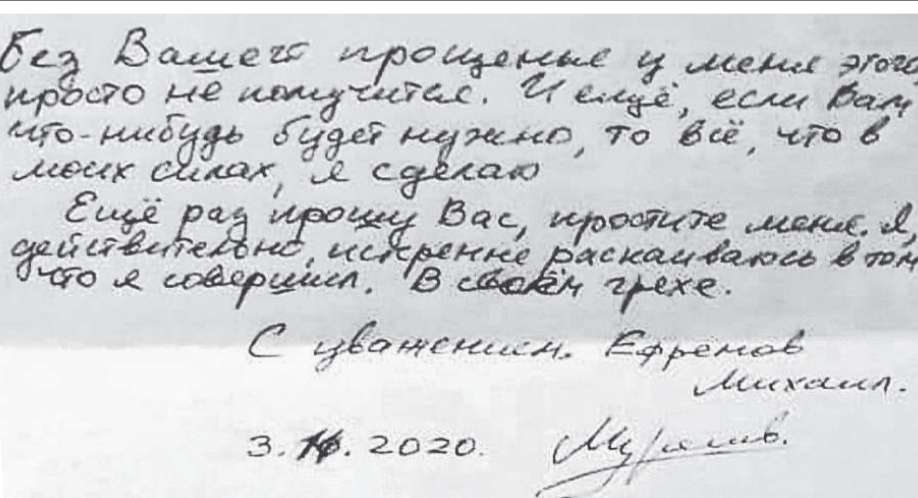 Без Вашего прощенье у меня этого
просто не получится. И ещё, если Вам
что-нибудь будет нужно, то всё, что в
моих силах, я сделаю
Ещё раз прошу Вас, простите меня. Я,
действительно, искренне раскаиваюсь в том
что я совершил. В своём грехе.
С уважением. Ефремов
Михаил.
3. . 2020.